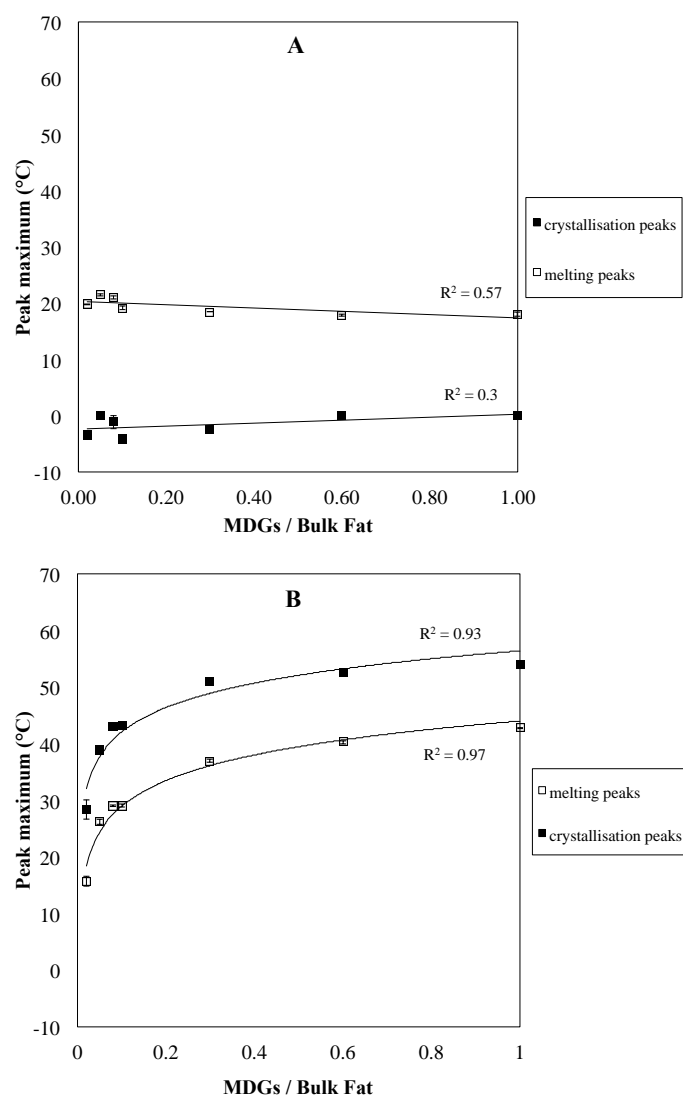 A
Peak maximum (°C)
70
60
50
40
30
20
10
0
-10
R² = 0.57
R² = 0.3
0.00 0.20 0.40 0.60 0.80 1.00
MDGs / Bulk Fat
crystallisation peaks
melting peaks
B
Peak maximum (°C)
70
60
50
40
30
20
10
0
-10
R² = 0.93
R² = 0.97
0 0.2 0.4 0.6 0.8 1
MDGs / Bulk Fat
melting peaks
crystallisation peaks